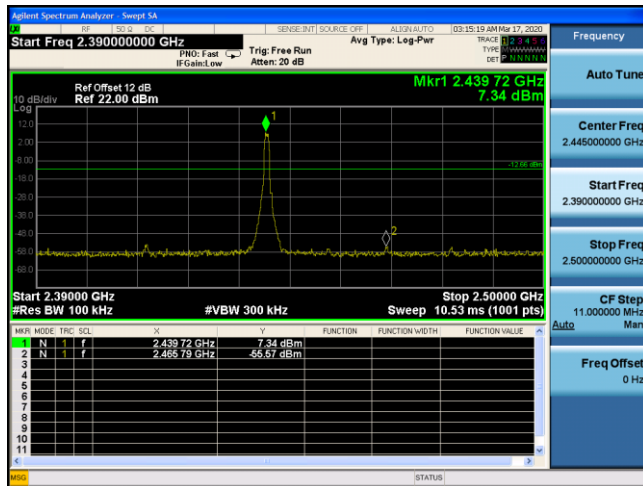 Agilent Spectrum Analyzer - Swept SA
RF 50 Ω DC SENSE:INT SOURCE OFF ALIGNAUTO 03:15:19 AM Mar 17, 2020
Start Freq 2.390000000 GHz
PNO: Fast
IFGain:Low
Trig: Free Run
Atten: 20 dB
Avg Type: Log-Pwr
TRACE 1 2 3 4 5 6
TYPE M
DET P N N N N N
Ref Offset 12 dB
Ref 22.00 dBm
Mkr1 2.439 72 GHz
7.34 dBm
10 dB/div
Log
12.0
2.00
-8.00
-18.0
-28.0
-38.0
-48.0
-58.0
-68.0
1
-12.66 dBm
2
Start 2.39000 GHz
Stop 2.50000 GHz
#Res BW 100 kHz
#VBW 300 kHz
Sweep 10.53 ms (1001 pts)
MKR MODE TRC SCL X Y FUNCTION FUNCTION WIDTH FUNCTION VALUE
1 N 1 f 2.439 72 GHz 7.34 dBm
2 N 1 f 2.465 79 GHz -55.57 dBm
3
4
5
6
7
8
9
10
11
MSG
STATUS
Frequency
Auto Tune
Center Freq
2.445000000 GHz
Start Freq
2.390000000 GHz
Stop Freq
2.500000000 GHz
CF Step
11.000000 MHz
Auto Man
Freq Offset
0 Hz